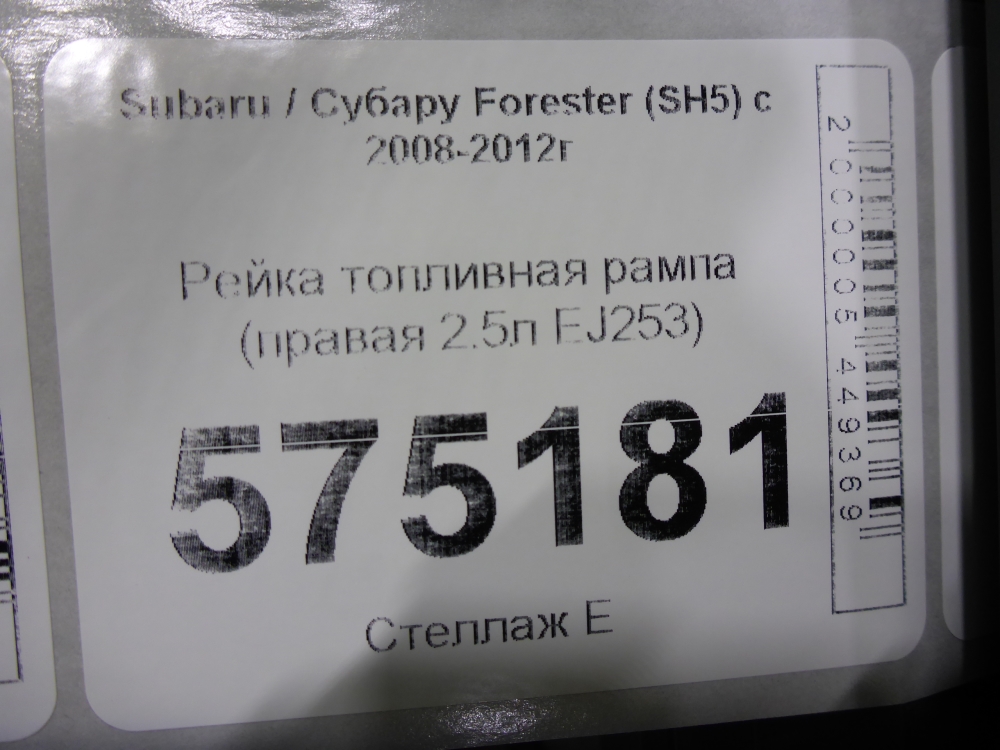 Subaru / Субару Forester (SH5) с
2008-2012г
Рейка топливная рампа
(правая 2.5л EJ253)
575181
Стеллаж Е
2000005449369